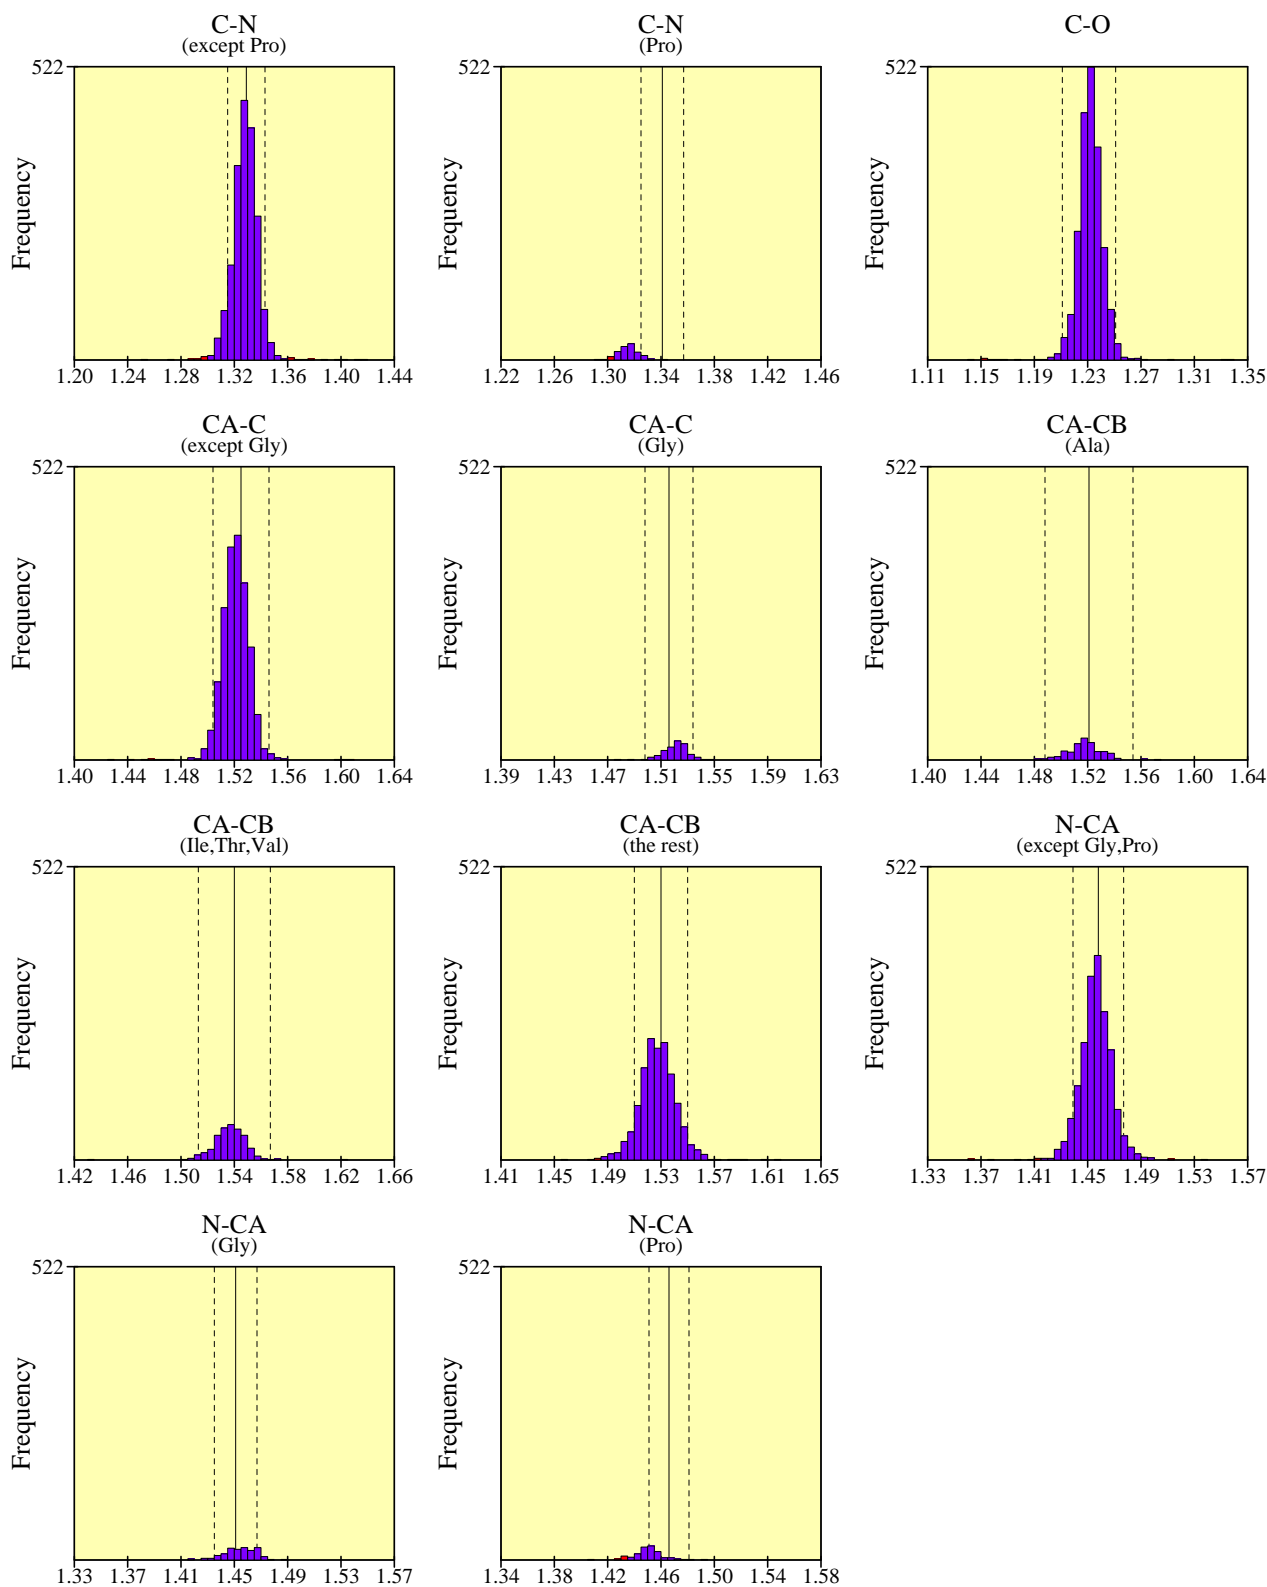 C-N
(except Pro)
522
Frequency
1.20 1.24 1.28 1.32 1.36 1.40 1.44
C-N
(Pro)
522
Frequency
1.22 1.26 1.30 1.34 1.38 1.42 1.46
C-O
522
Frequency
1.11 1.15 1.19 1.23 1.27 1.31 1.35
CA-C
(except Gly)
522
Frequency
1.40 1.44 1.48 1.52 1.56 1.60 1.64
CA-C
(Gly)
522
Frequency
1.39 1.43 1.47 1.51 1.55 1.59 1.63
CA-CB
(Ala)
522
Frequency
1.40 1.44 1.48 1.52 1.56 1.60 1.64
CA-CB
(Ile,Thr,Val)
522
Frequency
1.42 1.46 1.50 1.54 1.58 1.62 1.66
CA-CB
(the rest)
522
Frequency
1.41 1.45 1.49 1.53 1.57 1.61 1.65
N-CA
(except Gly,Pro)
522
Frequency
1.33 1.37 1.41 1.45 1.49 1.53 1.57
N-CA
(Gly)
522
Frequency
1.33 1.37 1.41 1.45 1.49 1.53 1.57
N-CA
(Pro)
522
Frequency
1.34 1.38 1.42 1.46 1.50 1.54 1.58